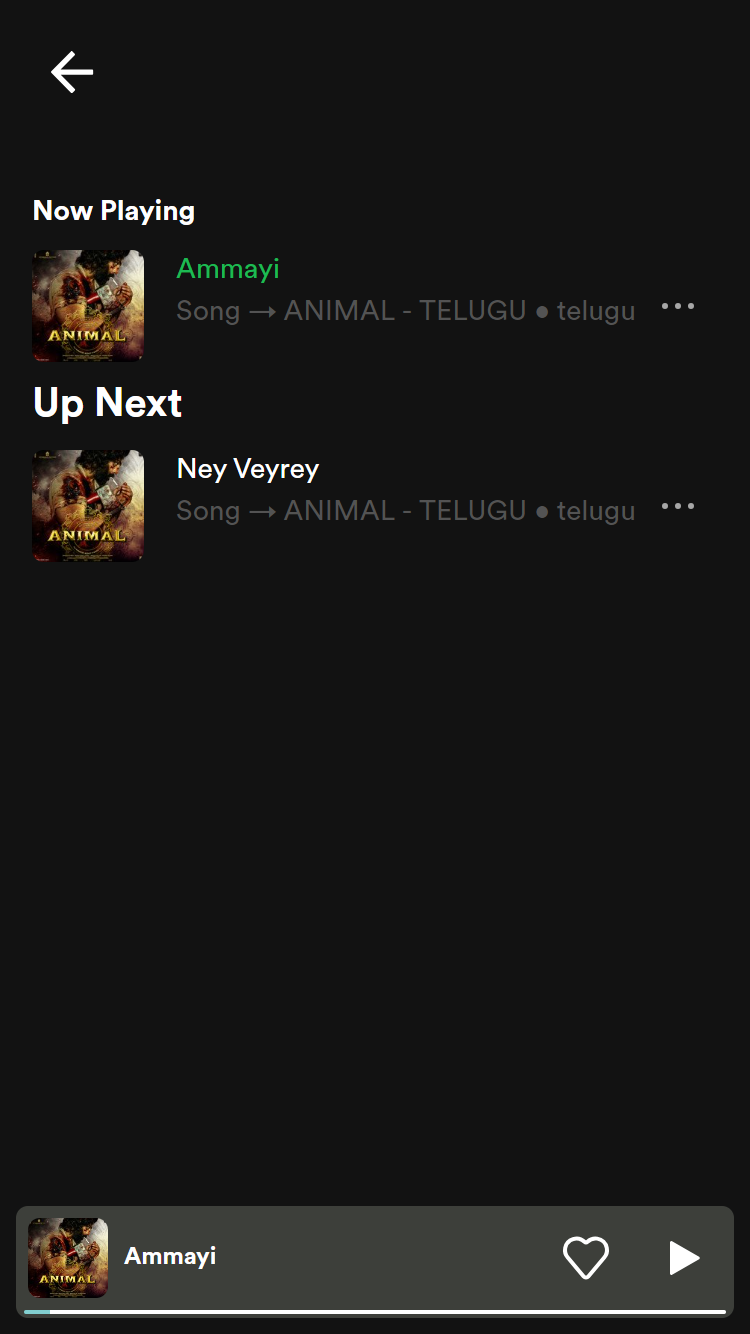 Now Playing
ANIMAL
Ammayi
Song → ANIMAL - TELUGU ● telugu
Up Next
ANIMAL
Ney Veyrey
Song → ANIMAL - TELUGU ● telugu
ANIMAL
Ammayi